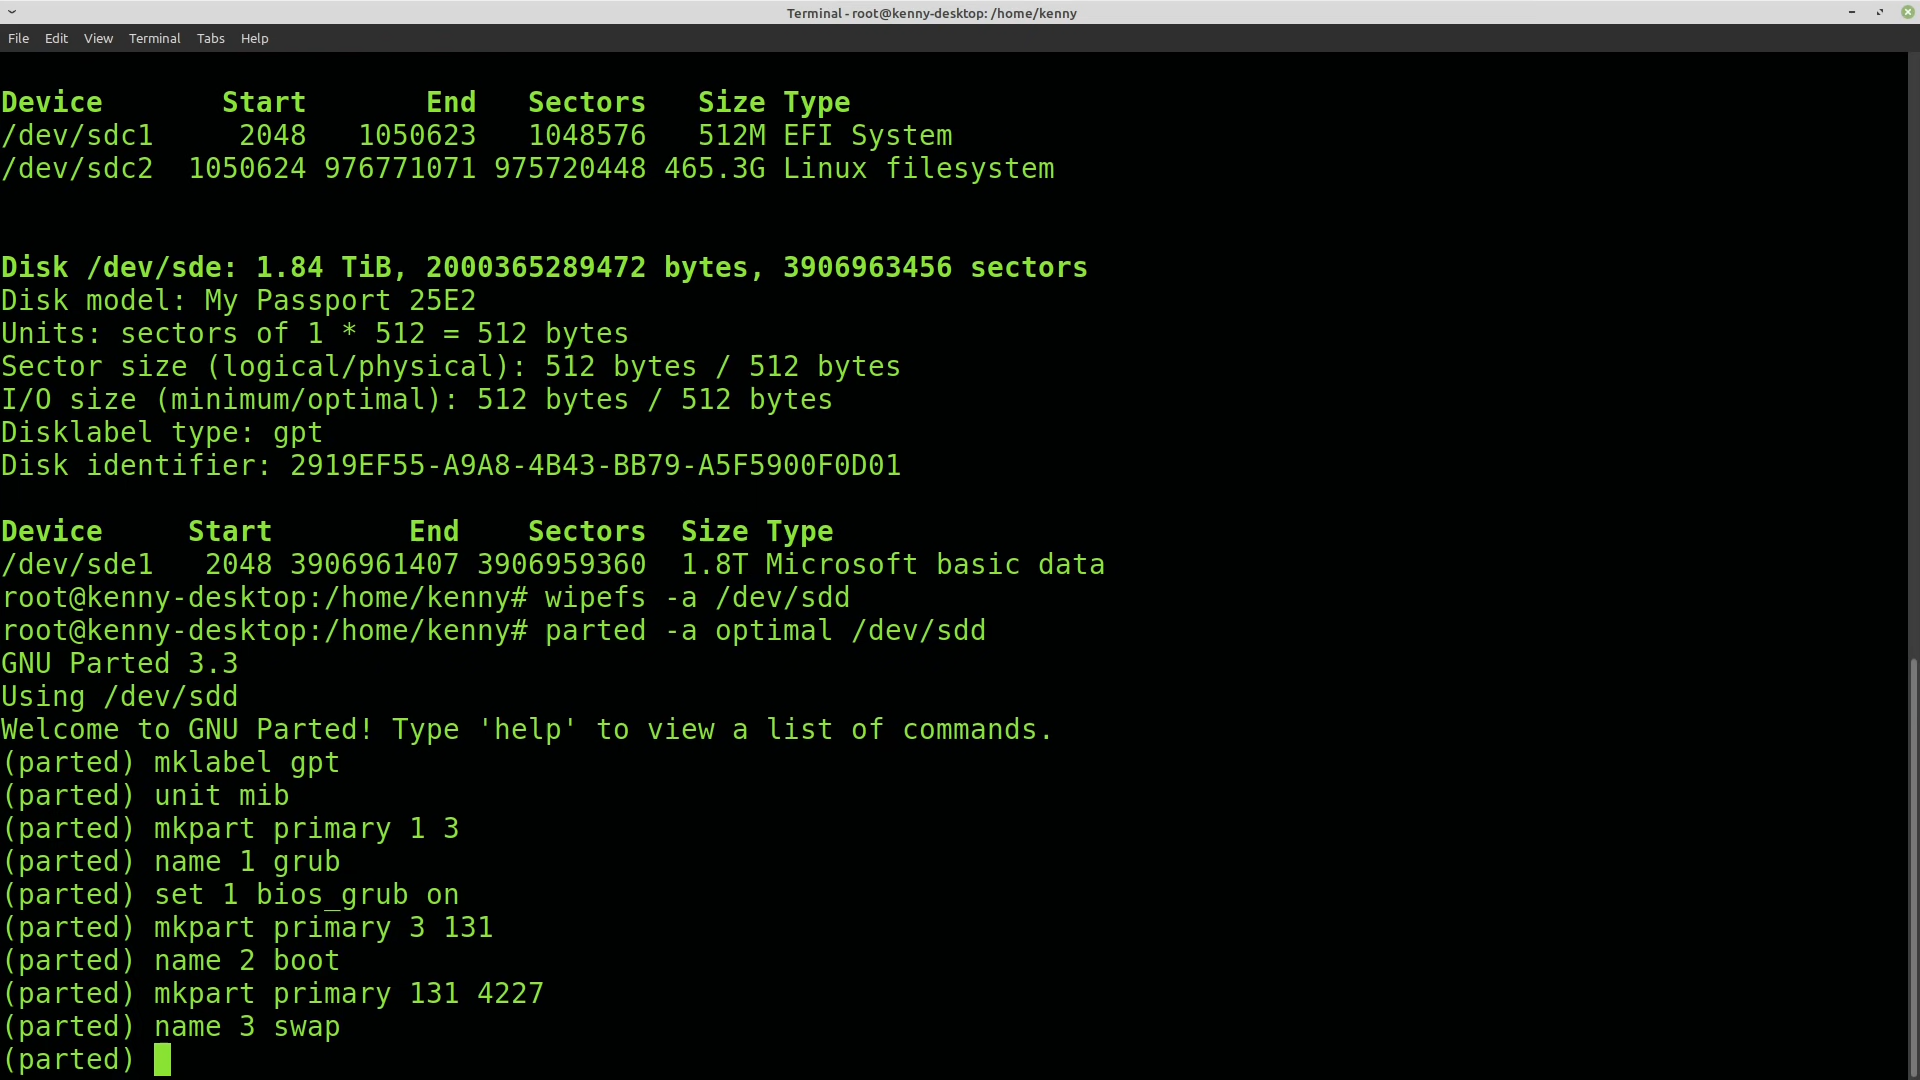 Terminal - root@kenny-desktop: /home/kenny
File Edit View Terminal Tabs Help
Device Start End Sectors Size Type
/dev/sdc1 2048 1050623 1048576 512M EFI System
/dev/sdc2 1050624 976771071 975720448 465.3G Linux filesystem
Disk /dev/sde: 1.84 TiB, 2000365289472 bytes, 3906963456 sectors
Disk model: My Passport 25E2
Units: sectors of 1 * 512 = 512 bytes
Sector size (logical/physical): 512 bytes / 512 bytes
I/O size (minimum/optimal): 512 bytes / 512 bytes
Disklabel type: gpt
Disk identifier: 2919EF55-A9A8-4B43-BB79-A5F5900F0D01
Device Start End Sectors Size Type
/dev/sde1 2048 3906961407 3906959360 1.8T Microsoft basic data
root@kenny-desktop:/home/kenny# wipefs -a /dev/sdd
root@kenny-desktop:/home/kenny# parted -a optimal /dev/sdd
GNU Parted 3.3
Using /dev/sdd
Welcome to GNU Parted! Type 'help' to view a list of commands.
(parted) mklabel gpt
(parted) unit mib
(parted) mkpart primary 1 3
(parted) name 1 grub
(parted) set 1 bios_grub on
(parted) mkpart primary 3 131
(parted) name 2 boot
(parted) mkpart primary 131 4227
(parted) name 3 swap
(parted)